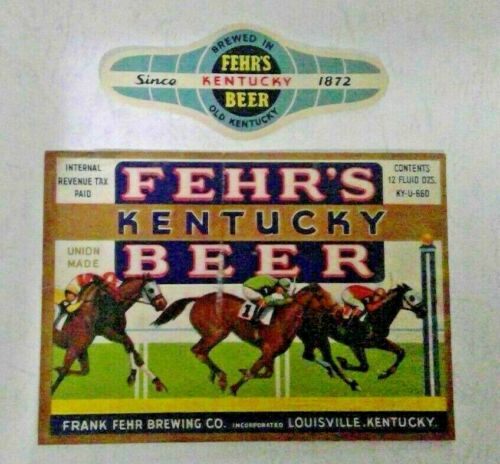 BREWED IN
FEHR'S
Since KENTUCKY 1872
BEER
OLD KENTUCKY
INTERNAL
REVENUE TAX
PAID
FEHR'S
CONTENTS
12 FLUID OZS.
KY-U-660
KENTUCKY
UNION
MADE
BEER
1
FRANK FEHR BREWING CO. INCORPORATED LOUISVILLE, KENTUCKY.